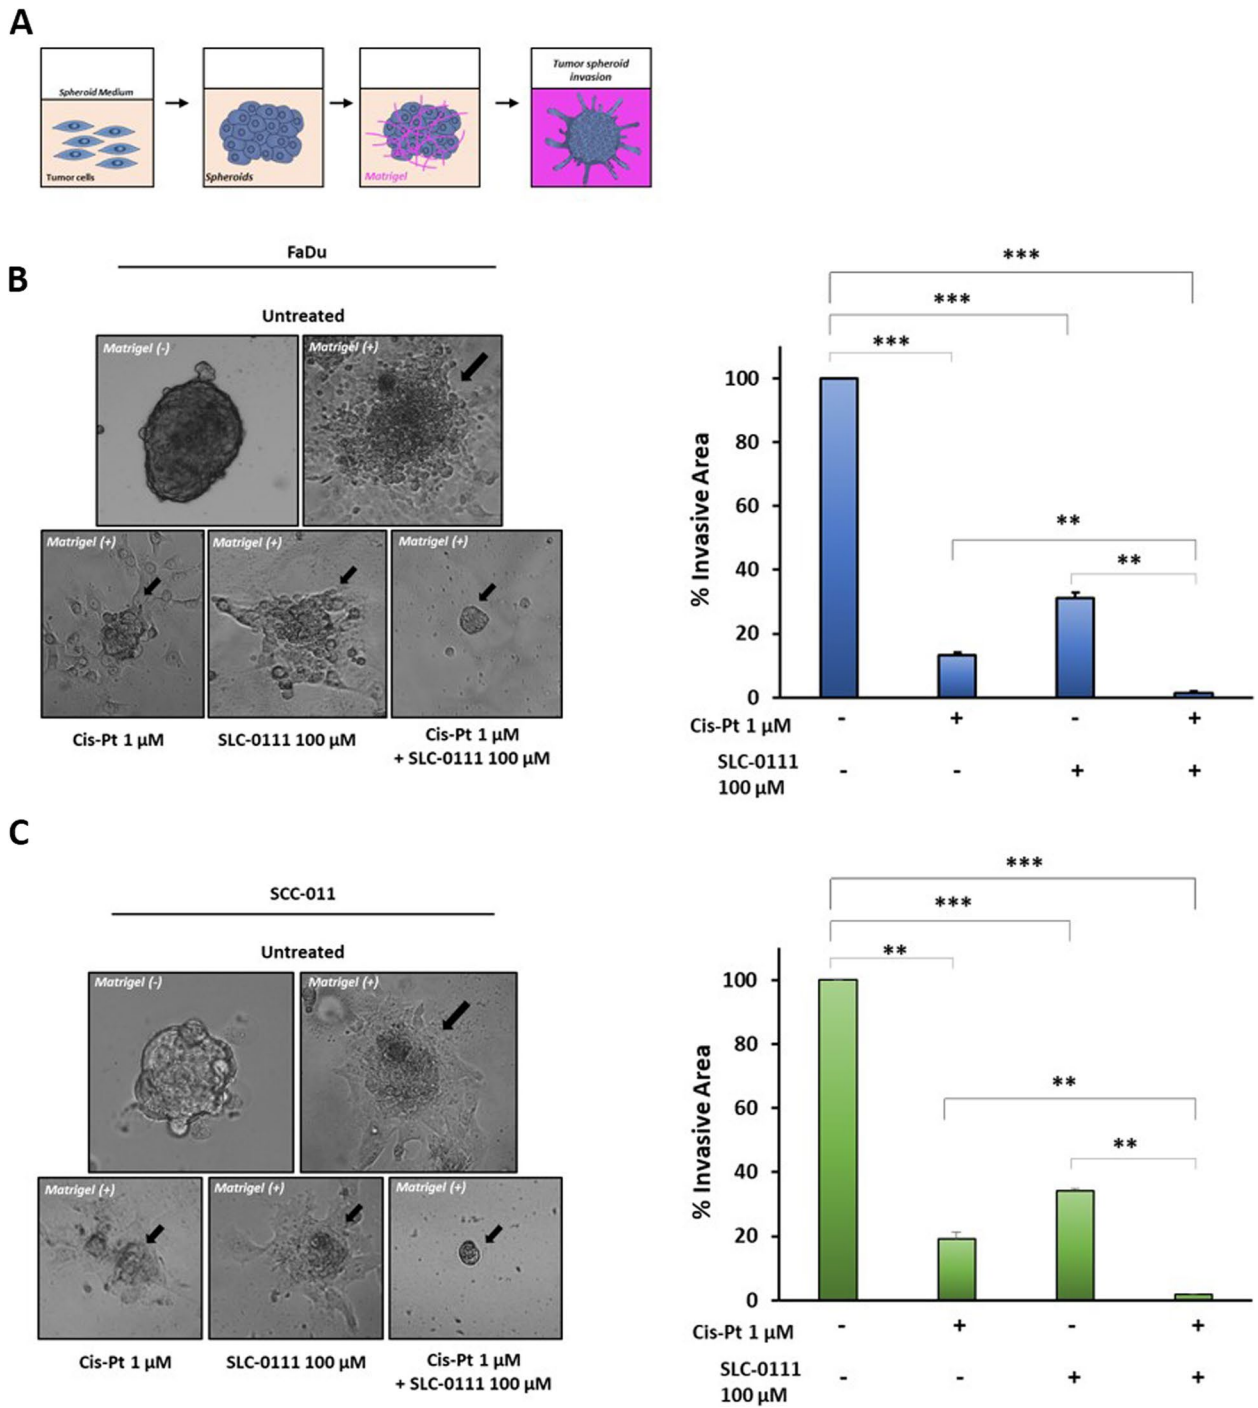 A
Spheroid Medium
Tumor cells
Spheroids
Matrigel
Tumor spheroid
invasion
B
FaDu
Untreated
Matrigel (-)
Matrigel (+)
Matrigel (+)
Matrigel (+)
Matrigel (+)
Cis-Pt 1 μM
SLC-0111 100 μM
Cis-Pt 1 μM
+ SLC-0111 100 μM
***
***
***
**
**
% Invasive Area
100
80
60
40
20
0
Cis-Pt 1 μM - + - +
SLC-0111
100 μM - - + +
C
SCC-011
Untreated
Matrigel (-)
Matrigel (+)
Matrigel (+)
Matrigel (+)
Matrigel (+)
Cis-Pt 1 μM
SLC-0111 100 μM
Cis-Pt 1 μM
+ SLC-0111 100 μM
***
***
**
**
**
% Invasive Area
100
80
60
40
20
0
Cis-Pt 1 μM - + - +
SLC-0111
100 μM - - + +